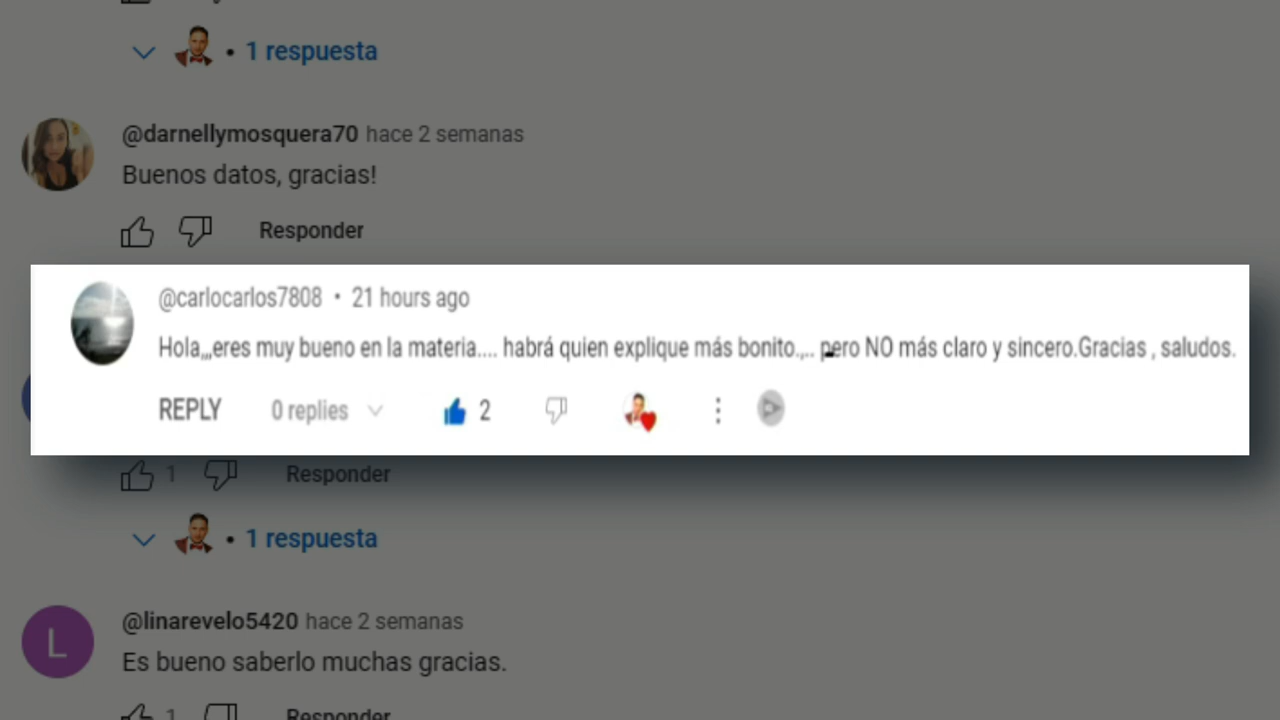 • 1 respuesta
@darnellymosquera70 hace 2 semanas
Buenos datos, gracias!
Responder
@carlocarlos7808 • 21 hours ago
Hola,,,eres muy bueno en la materia.... habrá quien explique más bonito.,.. pero NO más claro y sincero.Gracias , saludos.
REPLY 0 replies 2
1 Responder
• 1 respuesta
L
@linarevelo5420 hace 2 semanas
Es bueno saberlo muchas gracias.
1 Responder